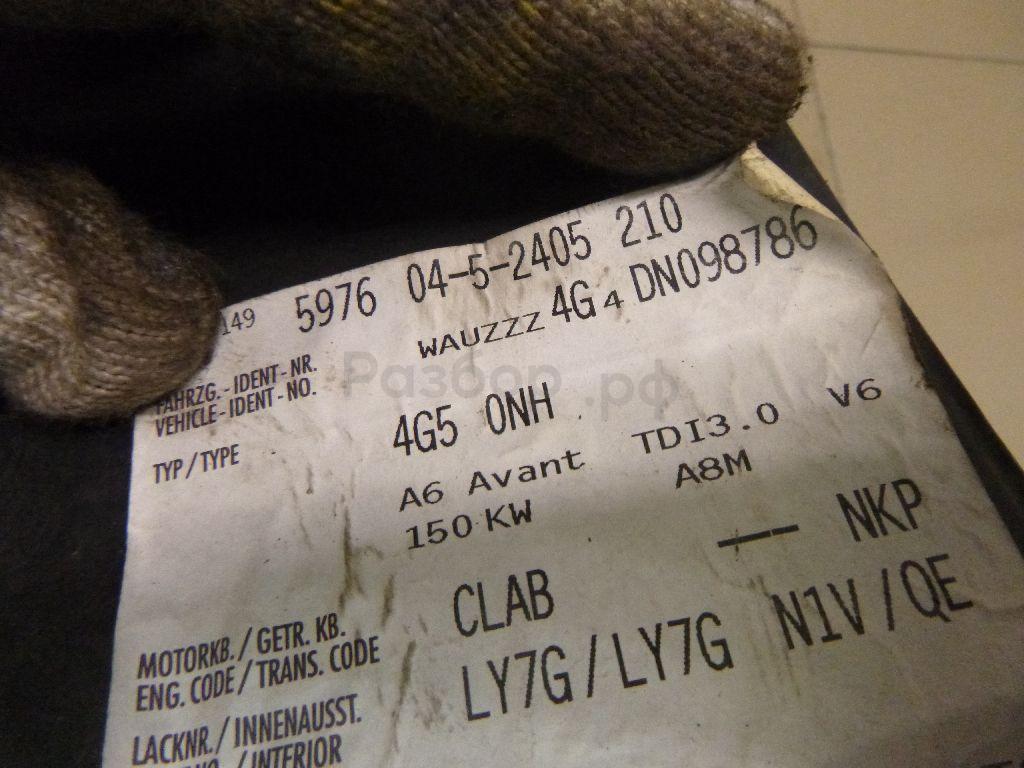 149 5976 04-5-2405 210
FAHRZG.-IDENT-NR.
VEHICLE-IDENT-NO.
WAUZZZ 4G4 DN098786
Разбор.рф
TYP/TYPE
4G5 0NH
A6 Avant TDI3.0 V6
150 KW A8M
MOTORKB./GETR. KB.
ENG. CODE/TRANS. CODE
CLAB -- NKP
LACKNR./INNENAUSST.
NO./INTERIOR
LY7G/LY7G N1V/QE